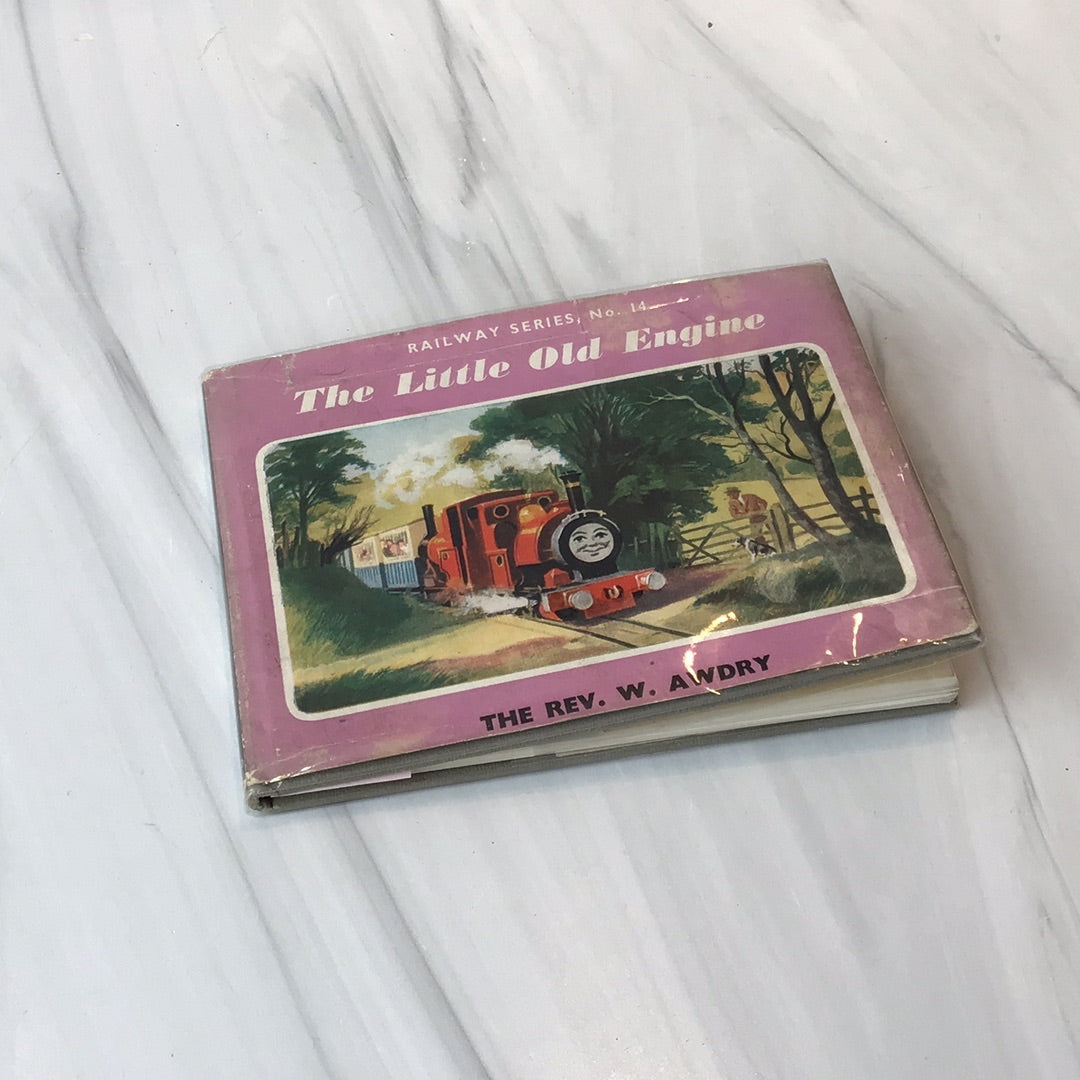 RAILWAY SERIES, No. 14
The Little Old Engine
THE REV. W. AWDRY